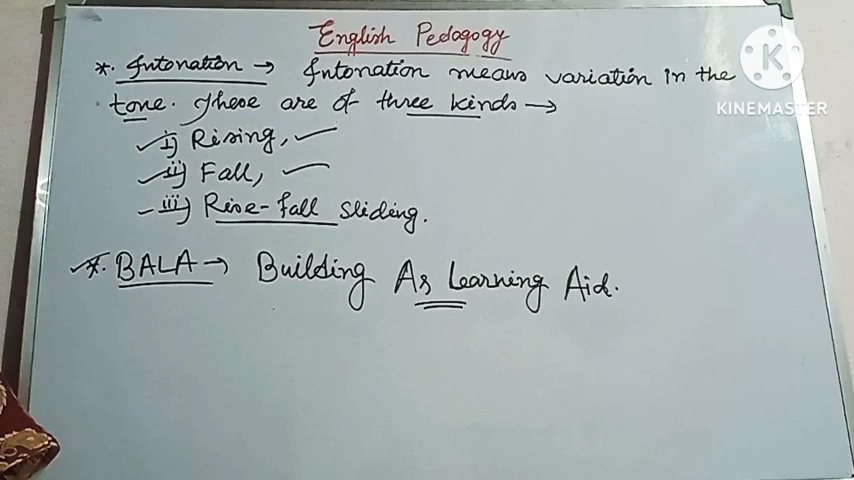 English Pedagogy
*. Intonation → Intonation means variation in the
tone. These are of three kinds →
i) Rising,
ii) Fall,
iii) Rise-fall sliding.
*. BALA → Building As Learning Aid.
K
KINEMASTER